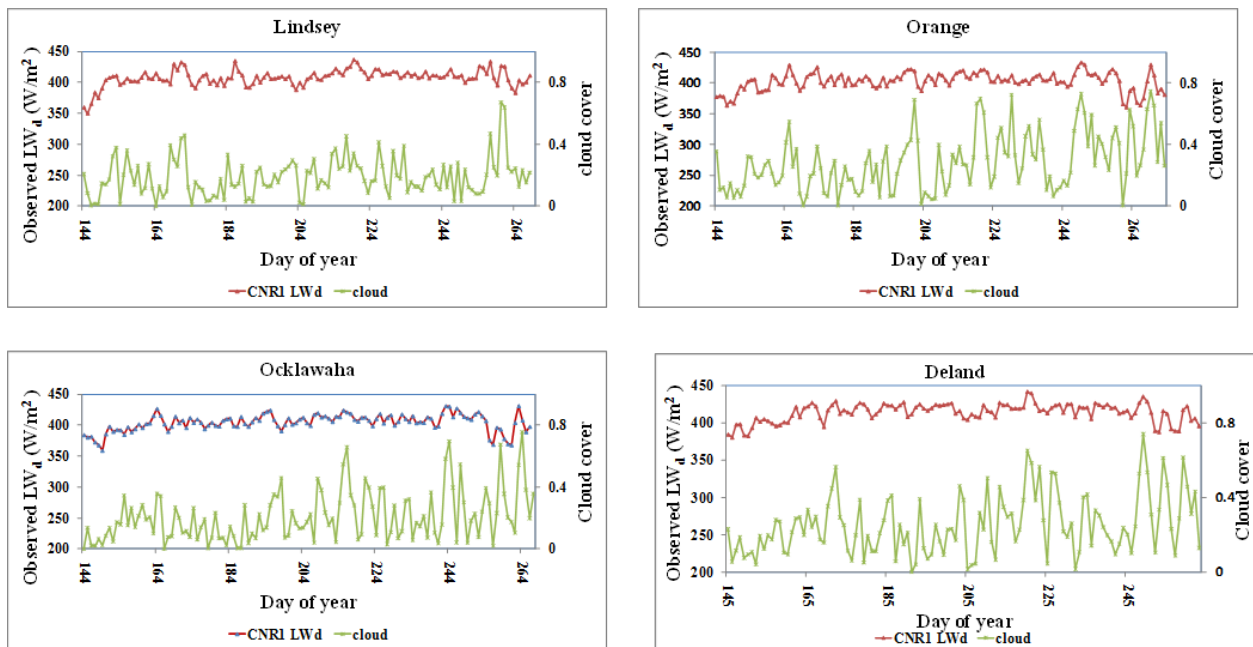 Lindsey
Observed LWd (W/m²)
450
400
350
300
250
200
0.8
0.4
0
cloud cover
144
164
184
204
224
244
264
Day of year
CNR1 LWd
cloud
Orange
Observed LWd (W/m²)
450
400
350
300
250
200
0.8
0.4
0
Cloud cover
144
164
184
204
224
244
264
Day of year
CNR1 LWd
cloud
Ocklawaha
Observed LWd (W/m²)
450
400
350
300
250
200
0.8
0.4
0
Cloud cover
144
164
184
204
224
244
264
Day of year
CNR1 LWd
cloud
Deland
Observed LWd (W/m²)
450
400
350
300
250
200
0.8
0.4
0
Cloud cover
145
165
185
205
225
245
Day of year
CNR1 LWd
cloud